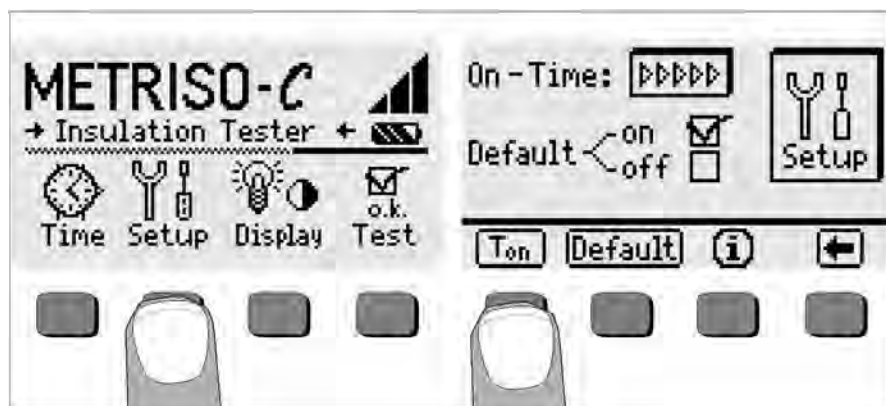 METRISO-C
→ Insulation Tester ←
Time Setup Display o.k. Test
On-Time: ▷▷▷▷▷
Default on
off
Setup
Ton Default i ←